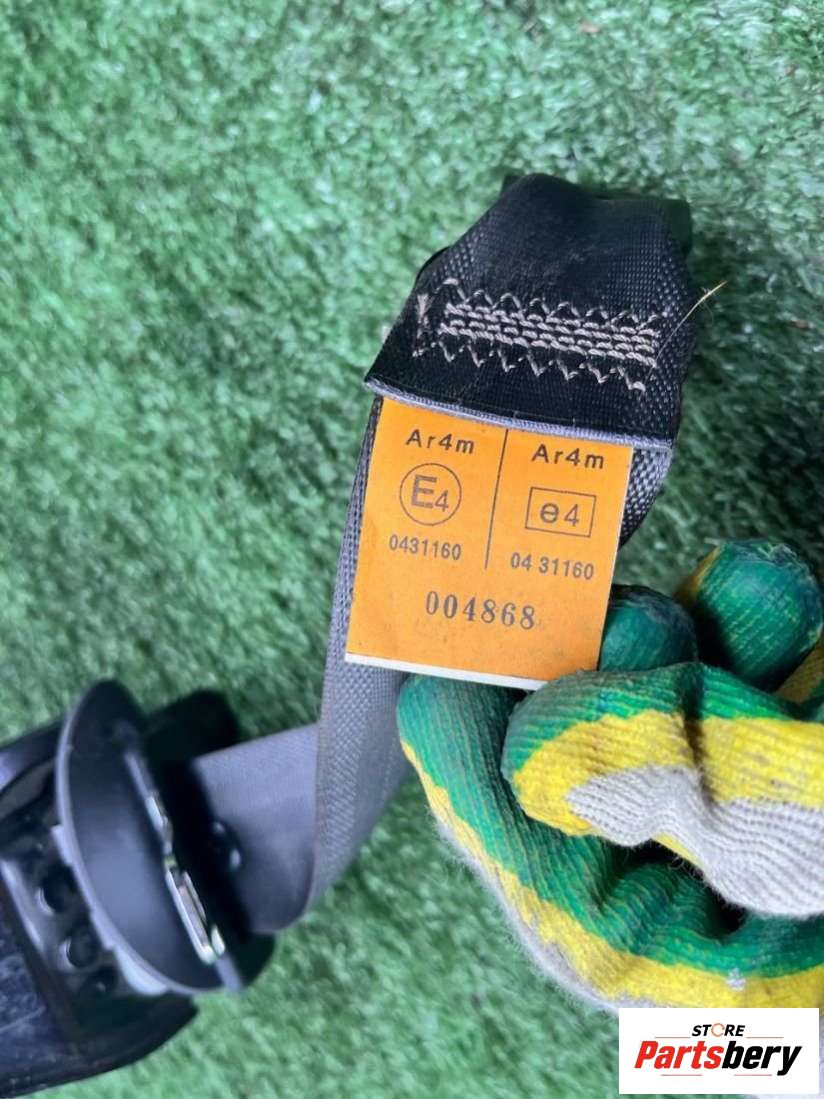 Ar4m
E4
0431160
Ar4m
e4
04 31160
004868
STORE
Partsbery